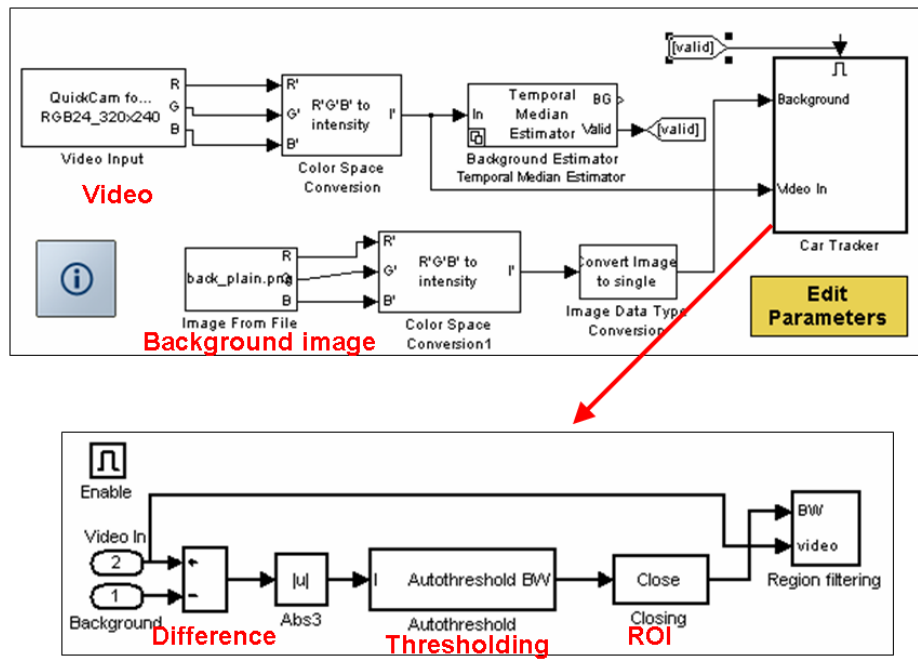 QuickCam fo...
RGB24_320x240
R
G
B
Video Input
Video
R'
G'
B'
R'G'B' to
intensity
I'
Color Space
Conversion
In
Temporal
Median
Estimator
BG
Valid
Background Estimator
Temporal Median Estimator
[valid]
[valid]
Background
Video In
Car Tracker
back_plain.png
R
G
B
Image From File
Background image
R'
G'
B'
R'G'B' to
intensity
I'
Color Space
Conversion1
Convert Image
to single
Image Data Type
Conversion
Edit
Parameters
Enable
Video In
2
1
Background
+
−
Difference
|u|
Abs3
I
Autothreshold BW
Autothreshold
Thresholding
Close
Closing
ROI
BW
video
Region filtering